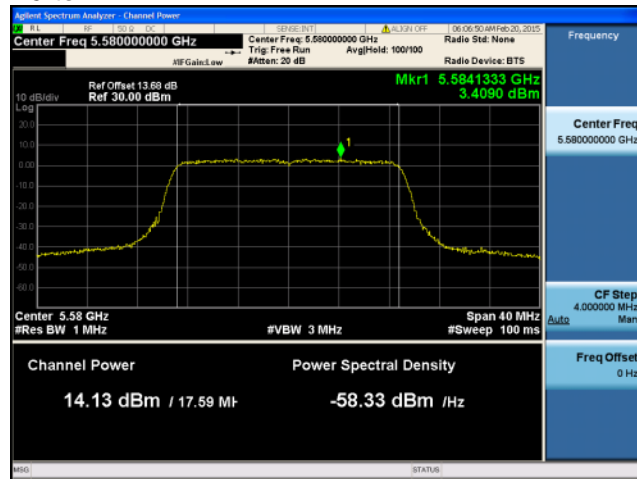 Agilent Spectrum Analyzer - Channel Power
RL RF 50 Ω DC SENSE:INT ALIGN OFF 06:06:50 AM Feb 20, 2015
Center Freq 5.580000000 GHz
Center Freq: 5.580000000 GHz
Radio Std: None
Trig: Free Run Avg|Hold: 100/100
#IFGain:Low #Atten: 20 dB Radio Device: BTS
Frequency
Mkr1 5.5841333 GHz
3.4090 dBm
Ref Offset 13.68 dB
10 dB/div Ref 30.00 dBm
Log
20.0
10.0
0.00
-10.0
-20.0
-30.0
-40.0
-50.0
-60.0
1
Center Freq
5.580000000 GHz
Center 5.58 GHz Span 40 MHz
#Res BW 1 MHz #VBW 3 MHz #Sweep 100 ms
CF Step
4.000000 MHz
Auto Man
Channel Power Power Spectral Density
14.13 dBm / 17.59 MH -58.33 dBm /Hz
Freq Offset
0 Hz
MSG STATUS